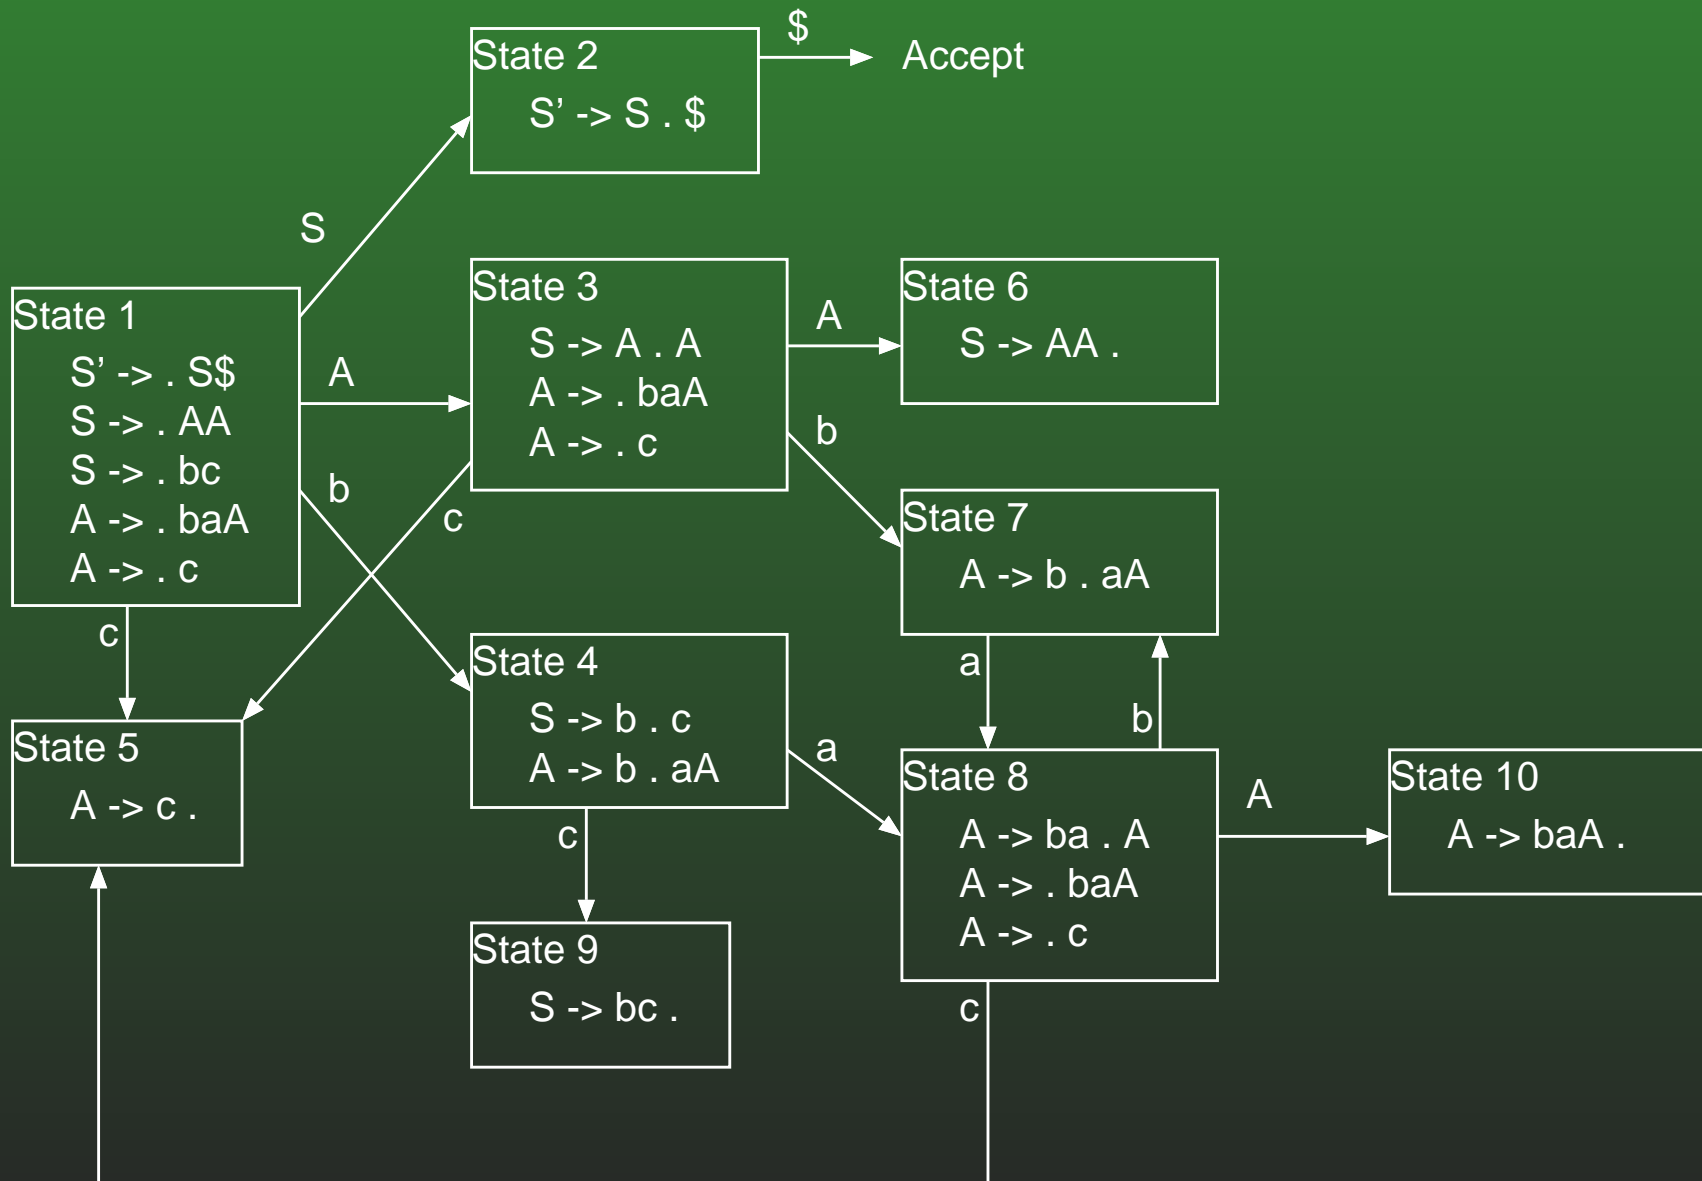 $
State 2
Accept
S’ -> S . $
S
State 1
S’ -> . S$
S -> . AA
S -> . bc
A -> . baA
A -> . c
A
b
c
State 3
S -> A . A
A -> . baA
A -> . c
c
A
b
State 6
S -> AA .
State 7
A -> b . aA
a
b
State 4
S -> b . c
A -> b . aA
a
c
State 5
A -> c .
State 8
A -> ba . A
A -> . baA
A -> . c
A
c
State 10
A -> baA .
State 9
S -> bc .